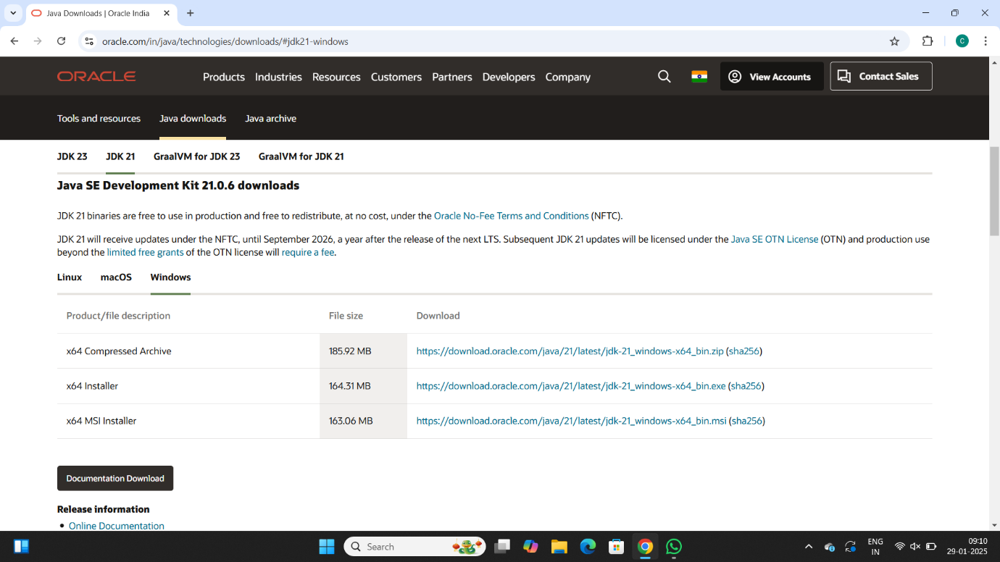 Java Downloads | Oracle India
oracle.com/in/java/technologies/downloads/#jdk21-windows
C
ORACLE
Products Industries Resources Customers Partners Developers Company
View Accounts
Contact Sales
Tools and resources Java downloads Java archive
JDK 23 JDK 21 GraalVM for JDK 23 GraalVM for JDK 21
Java SE Development Kit 21.0.6 downloads
JDK 21 binaries are free to use in production and free to redistribute, at no cost, under the Oracle No-Fee Terms and Conditions (NFTC).
JDK 21 will receive updates under the NFTC, until September 2026, a year after the release of the next LTS. Subsequent JDK 21 updates will be licensed under the Java SE OTN License (OTN) and production use
beyond the limited free grants of the OTN license will require a fee.
Linux macOS Windows
Product/file description File size Download
x64 Compressed Archive 185.92 MB https://download.oracle.com/java/21/latest/jdk-21_windows-x64_bin.zip (sha256)
x64 Installer 164.31 MB https://download.oracle.com/java/21/latest/jdk-21_windows-x64_bin.exe (sha256)
x64 MSI Installer 163.06 MB https://download.oracle.com/java/21/latest/jdk-21_windows-x64_bin.msi (sha256)
Documentation Download
Release information
• Online Documentation
Search
ENG
IN
09:10
29-01-2025